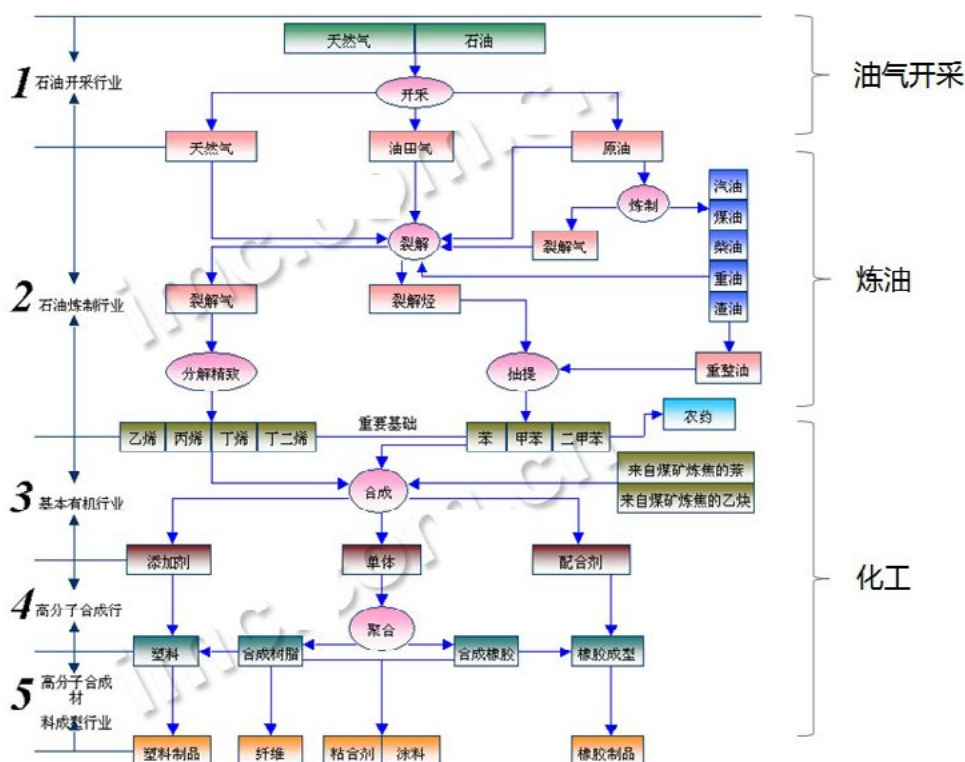 天然气 石油
1 石油开采行业
开采
油气开采
天然气 油田气 原油
炼制
汽油
煤油
柴油
重油
渣油
裂解
裂解气
2 石油炼制行业
裂解气 裂解烃
炼油
分解精致 抽提 重整油
农药
乙烯 丙烯 丁烯 丁二烯 重要基础 苯 甲苯 二甲苯
来自煤矿炼焦的萘
来自煤矿炼焦的乙炔
3 基本有机行业
合成
添加剂 单体 配合剂
化工
4 高分子合成行
聚合
塑料 合成树脂 合成橡胶 橡胶成型
5 高分子合成
材
料成型行业
塑料制品 纤维 粘合剂 涂料 橡胶制品
imc.com.cn
imc.com.cn